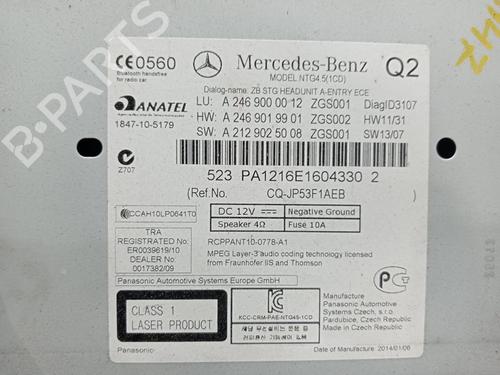 CE0560
Bluetooth handsfree
for radio car.
Mercedes-Benz
MODEL NTG4.5(1CD)
Q2
Dialog-name: ZB STG HEADUNIT A-ENTRY ECE
ANATEL
1847-10-5179
LU: A 246 900 00 12 ZGS001 DiagID3107
HW: A 246 901 99 01 ZGS002 HW11/31
SW: A 212 902 50 08 ZGS001 SW13/07
Z707
523 PA1216E1604330 2
(Ref.No. CQ-JP53F1AEB )
CCAH10LP0641T0
DC 12V Negative Ground
Speaker 4Ω Fuse 10A
TRA
REGISTRATED No:
ER0039619/10
DEALER No:
0017382/09
RCPPANT10-0778-A1
MPEG Layer-3 audio coding technology licensed
from Fraunhofer IIS and Thomson
Panasonic Automotive Systems Europe GmbH
CLASS 1
LASER PRODUCT
KCC-CRM-PAE-NTG45-1CD
Manufacture
Panasonic Automotive
Systems Czech, s.r.o.
Pardubice, Czech Republic
Made in Czech Republic
Panasonic
Date of Manufacture 2014/01/06
B-PARTS